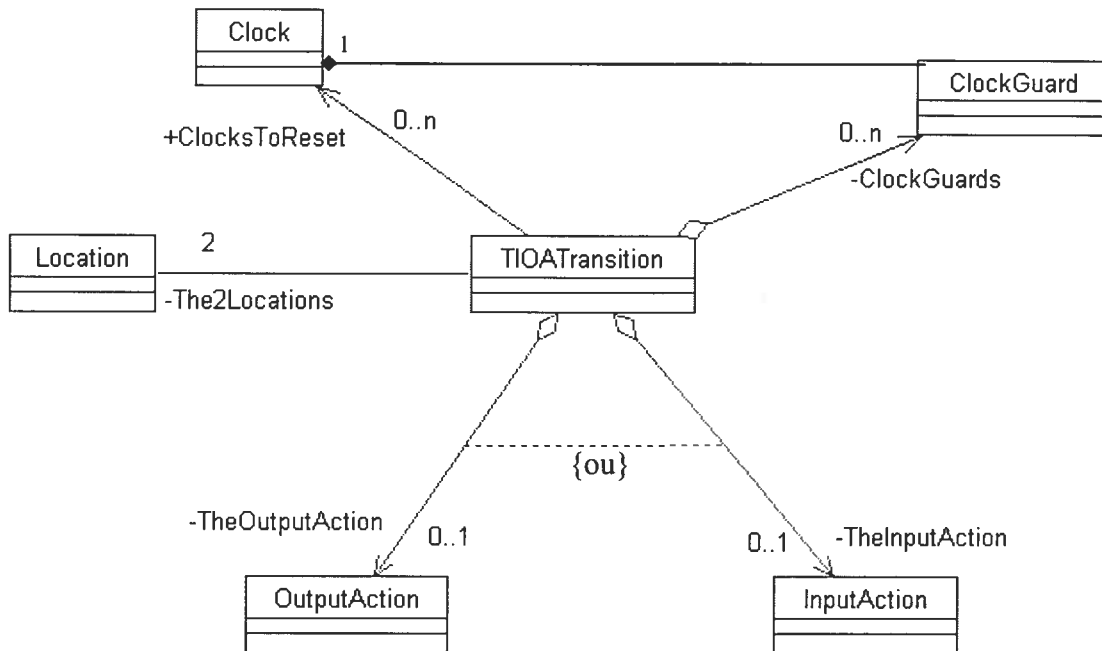 Clock
1
ClockGuard
0..n
+ClocksToReset
0..n
-ClockGuards
Location
2
-The2Locations
TIOATransition
{ou}
-TheOutputAction
0..1
0..1
-TheInputAction
OutputAction
InputAction